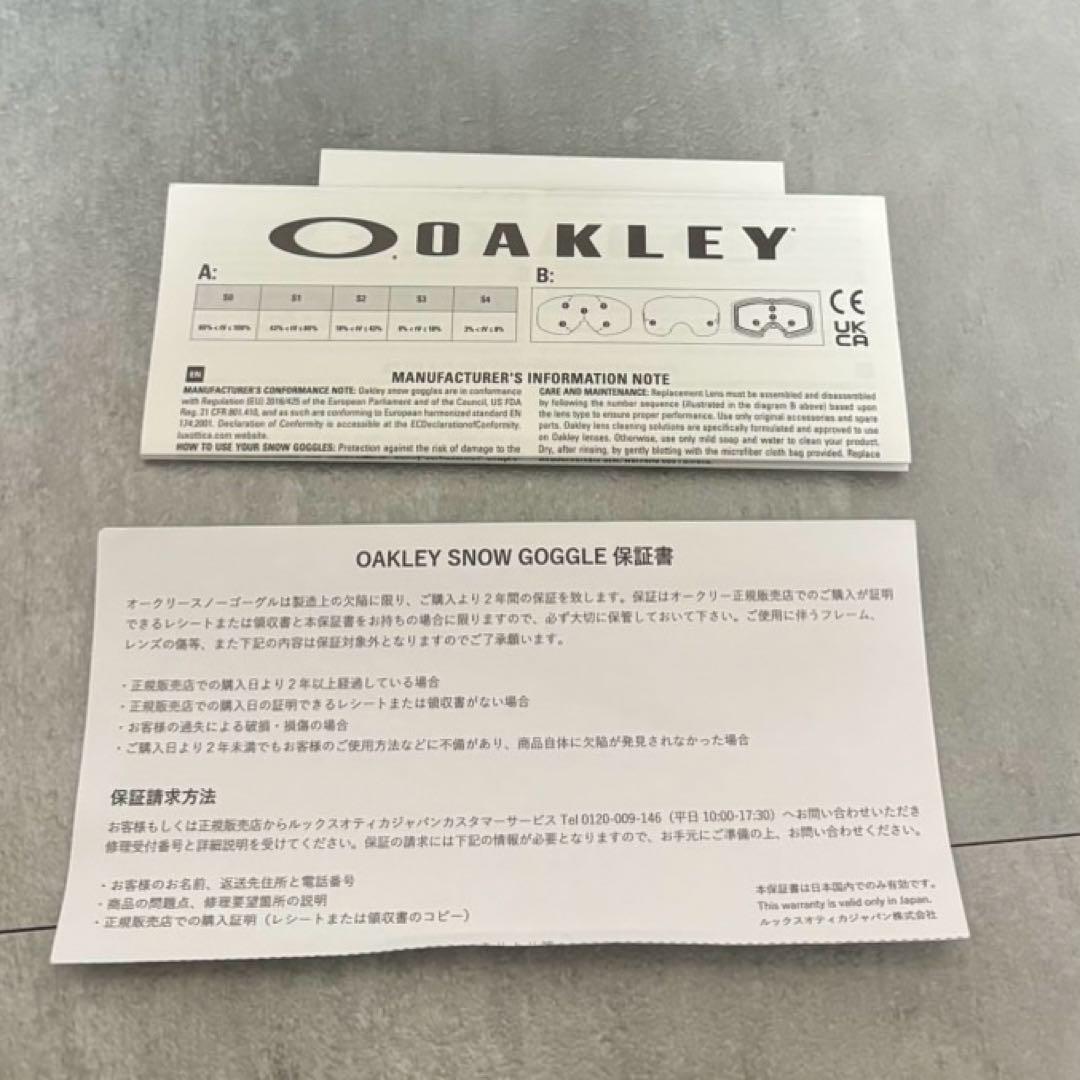 OAKLEY
A:
B:
S0 S1 S2 S3 S4
80%<τV≤100% 43%<τV≤80% 18%<τV≤43% 8%<τV≤18% 3%<τV≤8%
CE
UK
CA
EN
MANUFACTURER'S INFORMATION NOTE
MANUFACTURER'S CONFORMANCE NOTE: Oakley snow goggles are in conformance
with Regulation (EU) 2016/425 of the European Parliament and of the Council, US FDA
Reg. 21 CFR 801.410, and as such are conforming to European harmonized standard EN
174:2001. Declaration of Conformity is accessible at the ECDeclarationofConformity.
luxottica.com website.
HOW TO USE YOUR SNOW GOGGLES: Protection against the risk of damage to the
CARE AND MAINTENANCE: Replacement Lens must be assembled and disassembled
by following the number sequence (illustrated in the diagram B above) based upon
the lens type to ensure proper performance. Use only original accessories and spare
parts. Oakley lens cleaning solutions are specifically formulated and approved to use
on Oakley lenses. Otherwise, use only mild soap and water to clean your product.
Dry, after rinsing, by gently blotting with the microfiber cloth bag provided. Replace
OAKLEY SNOW GOGGLE 保証書
オークリースノーゴーグルは製造上の欠陥に限り、ご購入より2年間の保証を致します。保証はオークリー正規販売店でのご購入が証明
できるレシートまたは領収書と本保証書をお持ちの場合に限りますので、必ず大切に保管しておいて下さい。ご使用に伴うフレーム、
レンズの傷等、また下記の内容は保証対象外となりますのでご了承願います。
・正規販売店での購入日より2年以上経過している場合
・正規販売店での購入日の証明できるレシートまたは領収書がない場合
・お客様の過失による破損・損傷の場合
・ご購入日より2年未満でもお客様のご使用方法などに不備があり、商品自体に欠陥が発見されなかった場合
保証請求方法
お客様もしくは正規販売店からルックスオティカジャパンカスタマーサービス Tel 0120-009-146（平日 10:00-17:30）へお問い合わせいただき
修理受付番号と詳細説明を受けてください。保証の請求には下記の情報が必要となりますので、お手元にご準備の上、お問い合わせください。
・お客様のお名前、返送先住所と電話番号
・商品の問題点、修理要望箇所の説明
・正規販売店での購入証明（レシートまたは領収書のコピー）
本保証書は日本国内でのみ有効です。
This warranty is valid only in Japan.
ルックスオティカジャパン株式会社